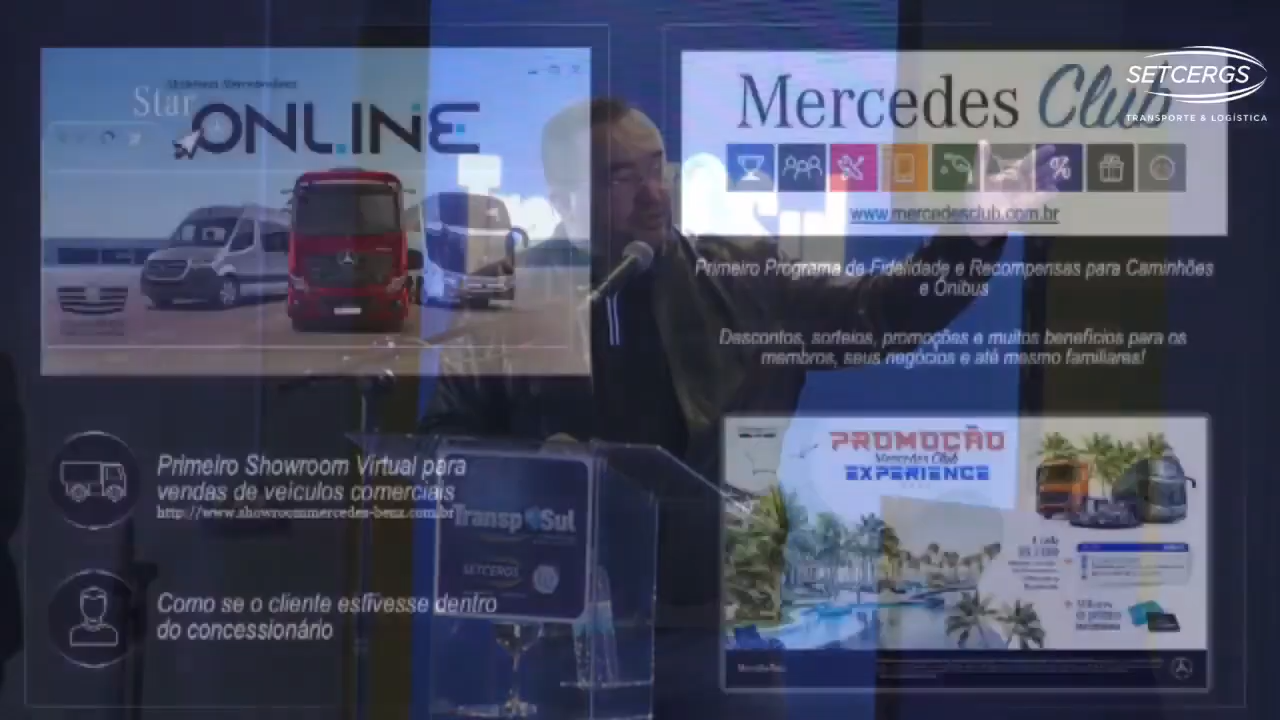 Star
ONLINE
Primeiro Showroom Virtual para
vendas de veículos comerciais
http://www.showroommercedes-benz.com.br
Como se o cliente estivesse dentro
do concessionário
TranspoSul
SETCERGS
Mercedes Club
%
www.mercedesclub.com.br
Primeiro Programa de Fidelidade e Recompensas para Caminhões
e Ônibus
Descontos, sorteios, promoções e muitos benefícios para os
membros, seus negócios e até mesmo familiares!
PROMOÇÃO
Mercedes Club
EXPERIENCE
SETCERGS
TRANSPORTE & LOGÍSTICA